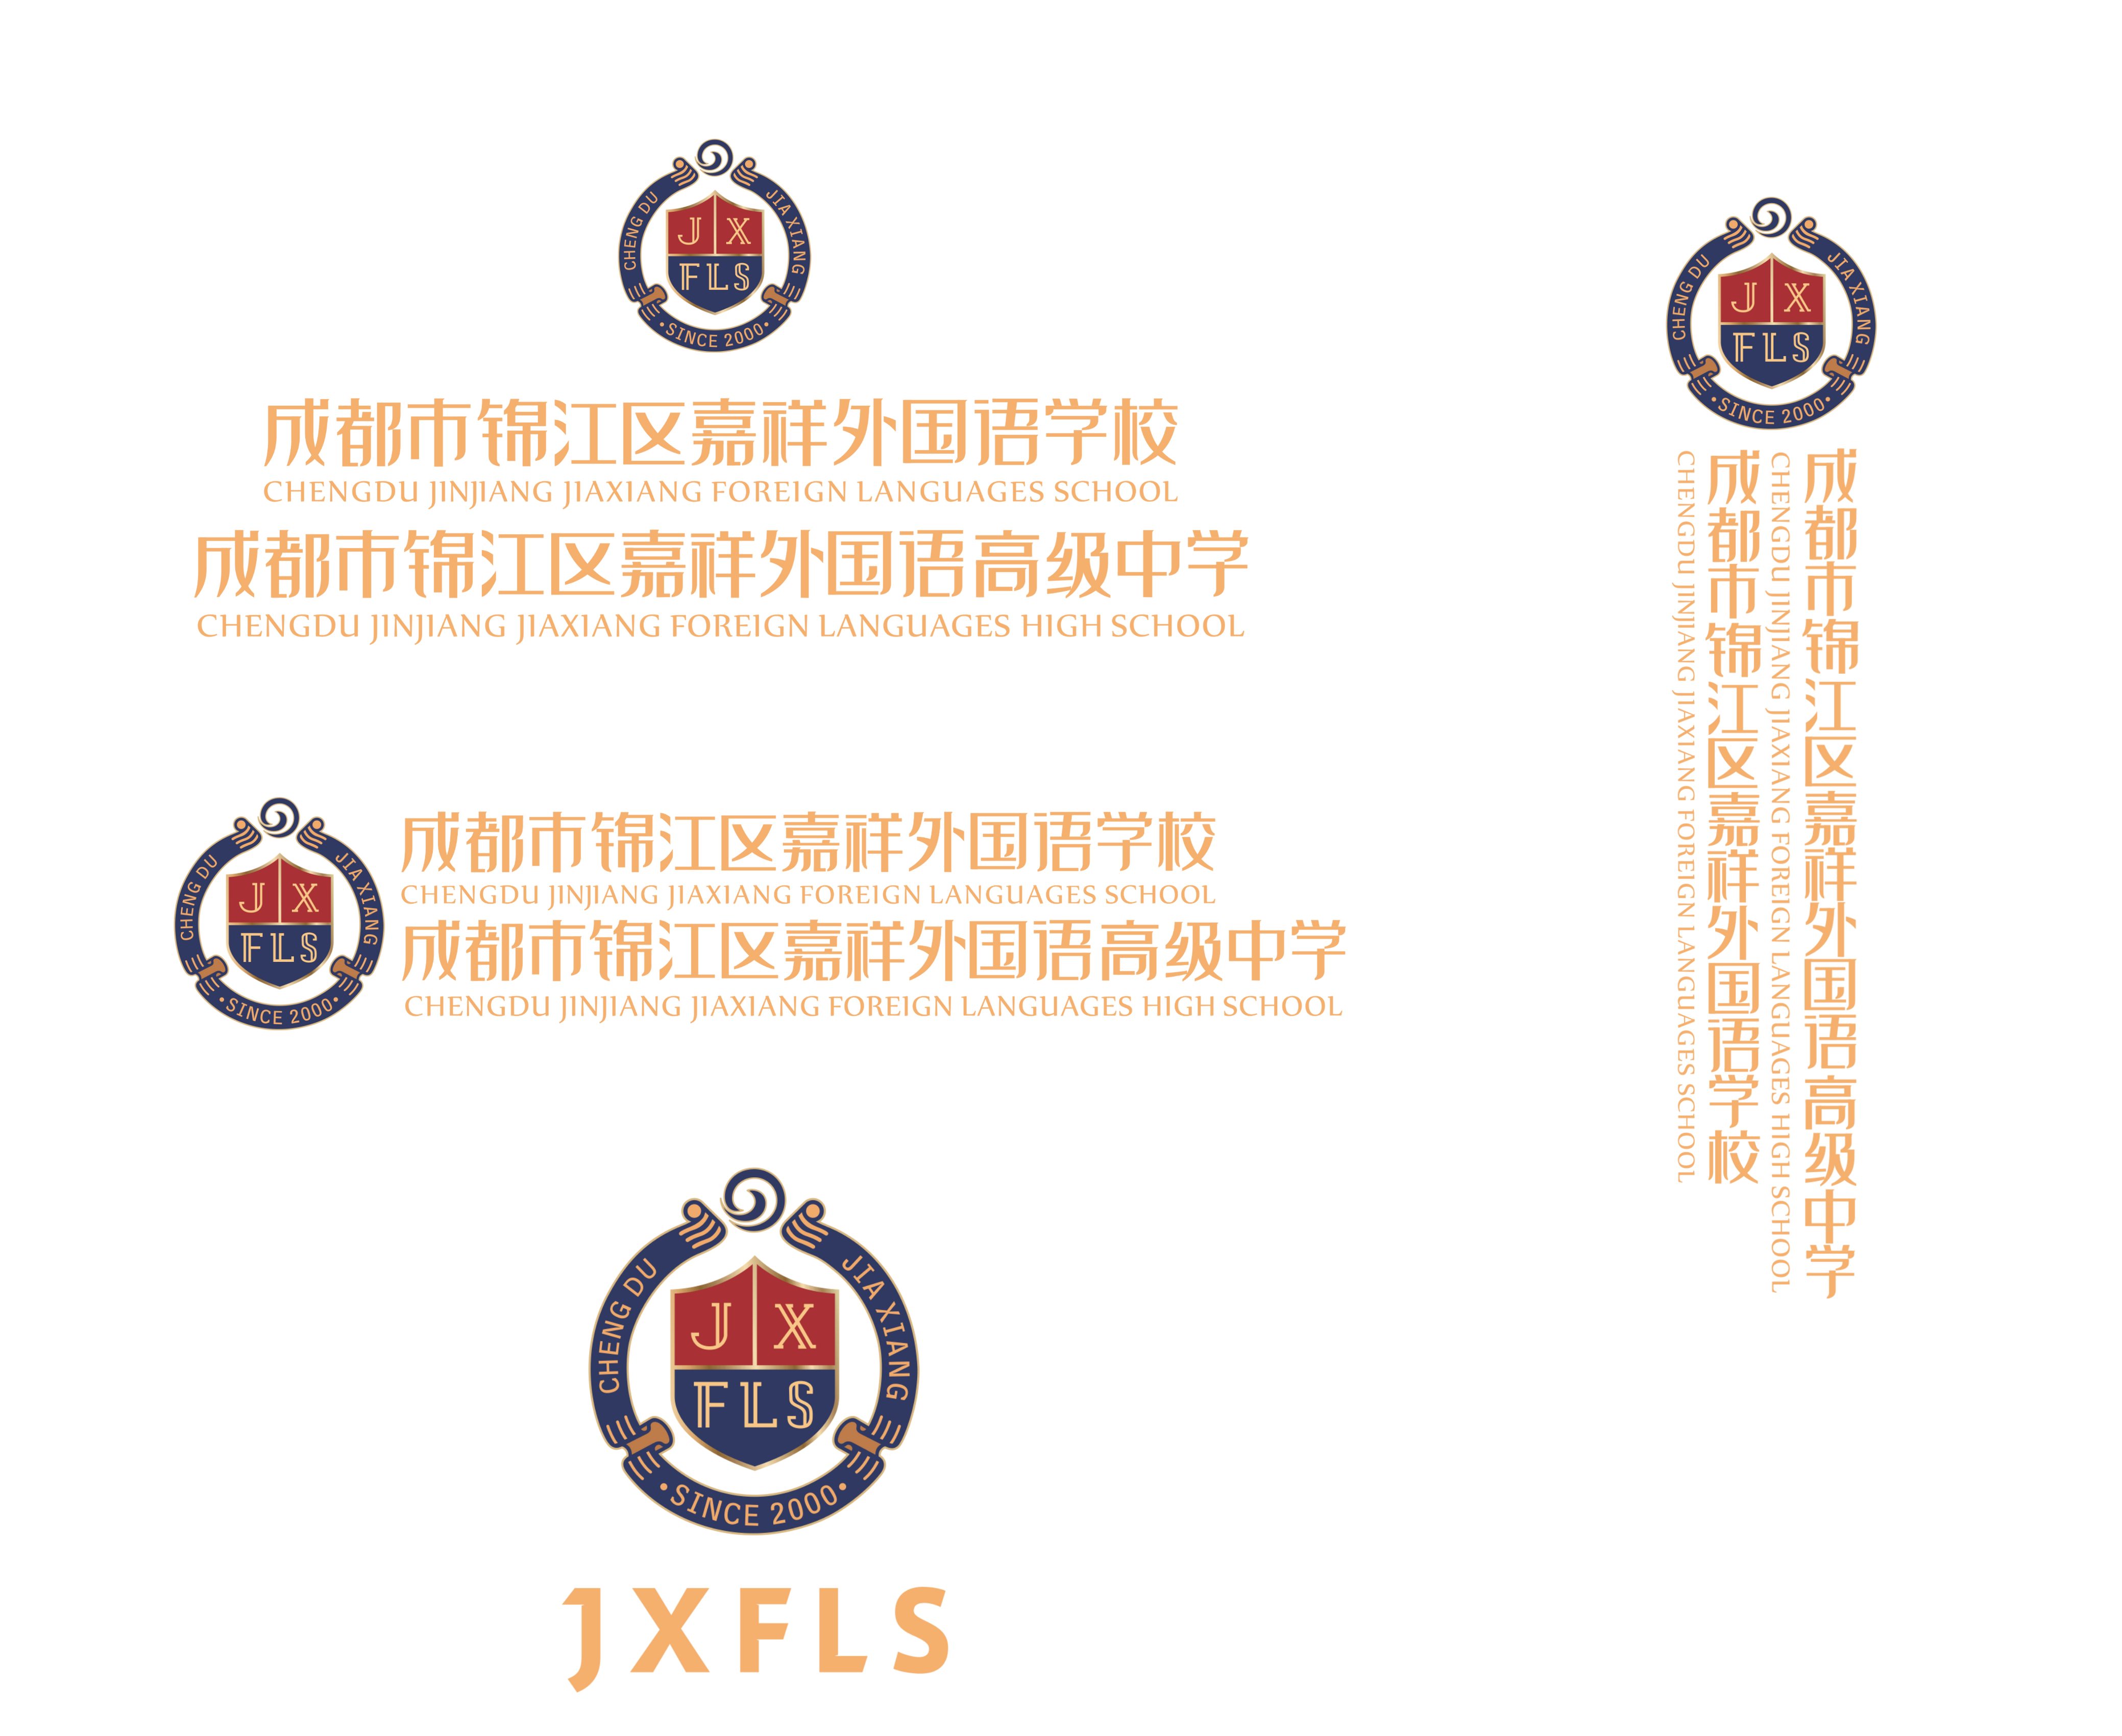 CHENG DU
JIA XIANG
J X
FLS
• SINCE 2000 •
成都市锦江区嘉祥外国语学校
CHENGDU JINJIANG JIAXIANG FOREIGN LANGUAGES SCHOOL
成都市锦江区嘉祥外国语高级中学
CHENGDU JINJIANG JIAXIANG FOREIGN LANGUAGES HIGH SCHOOL
CHENG DU
JIA XIANG
J X
FLS
• SINCE 2000 •
成都市锦江区嘉祥外国语学校
CHENGDU JINJIANG JIAXIANG FOREIGN LANGUAGES SCHOOL
成都市锦江区嘉祥外国语高级中学
CHENGDU JINJIANG JIAXIANG FOREIGN LANGUAGES HIGH SCHOOL
CHENG DU
JIA XIANG
J X
FLS
• SINCE 2000 •
JXFLS
CHENG DU
JIA XIANG
J X
FLS
• SINCE 2000 •
成都市锦江区嘉祥外国语高级中学
CHENGDU JINJIANG JIAXIANG FOREIGN LANGUAGES HIGH SCHOOL
成都市锦江区嘉祥外国语学校
CHENGDU JINJIANG JIAXIANG FOREIGN LANGUAGES SCHOOL